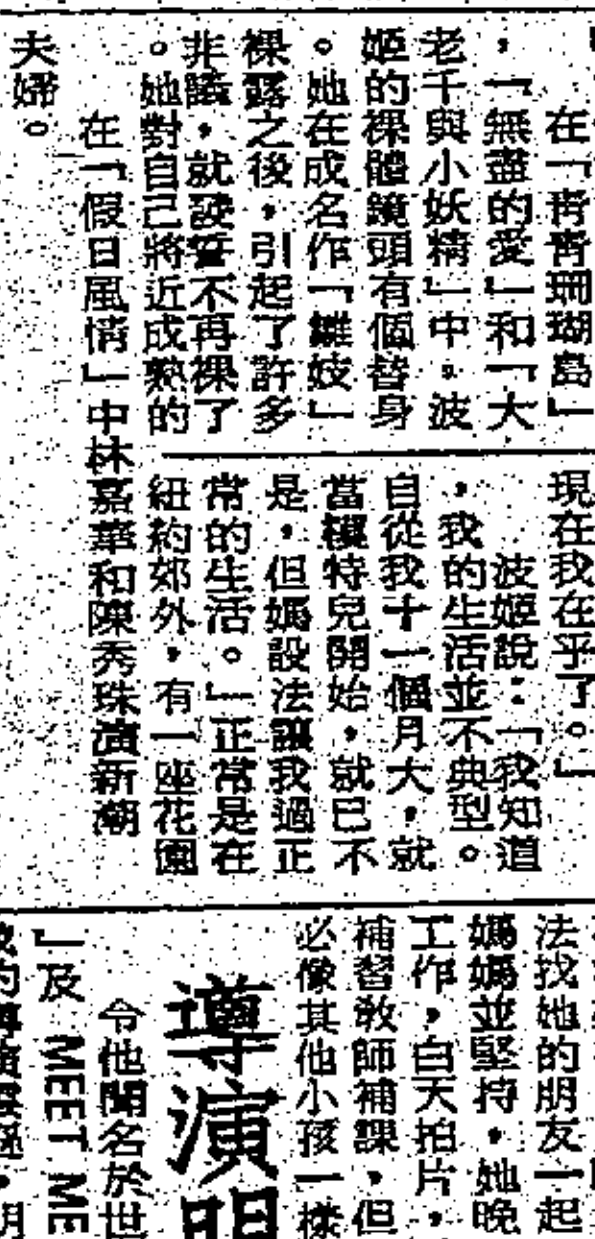 在「青青珊瑚島」
，「無盡的愛」和「大
老千與小妖精」中。波
姬的裸體鏡頭有個替身
。她在成名作「雛妓」
裸露之後，引起了許多
非議，就發誓不再裸了
。她對自己將近成熟的
現在我在乎了。」
波姬說：「我知道
，我的生活並不典型。
自從我十一個月大，就
當模特兒開始，就已不
是，但媽設法讓我過正
常的生活。」正常是在
紐約郊外，有一座花園
在「假日風情」中林嘉華和陳秀珠演新潮
夫婦。
法找她的朋友一起
媽媽並堅持，她晚
工作，白天拍片，
補習教師補課，但
必像其他小孩一樣
導演
令他聞名於世
」及 MEET ME